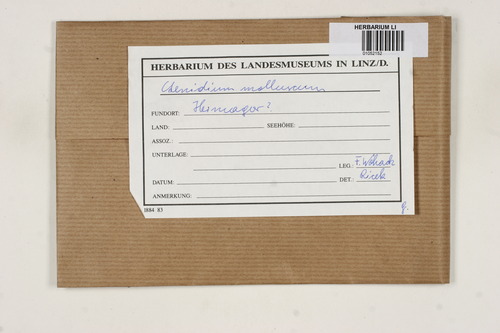 HERBARIUM LI
01092152
HERBARIUM DES LANDESMUSEUMS IN LINZ/D.
Ctenidium molluscum
FUNDORT: Hermagor?
LAND: SEEHÖHE:
ASSOZ.:
UNTERLAGE:
LEG.: F.
DATUM: DET.: Ricek
ANMERKUNG:
1884 83